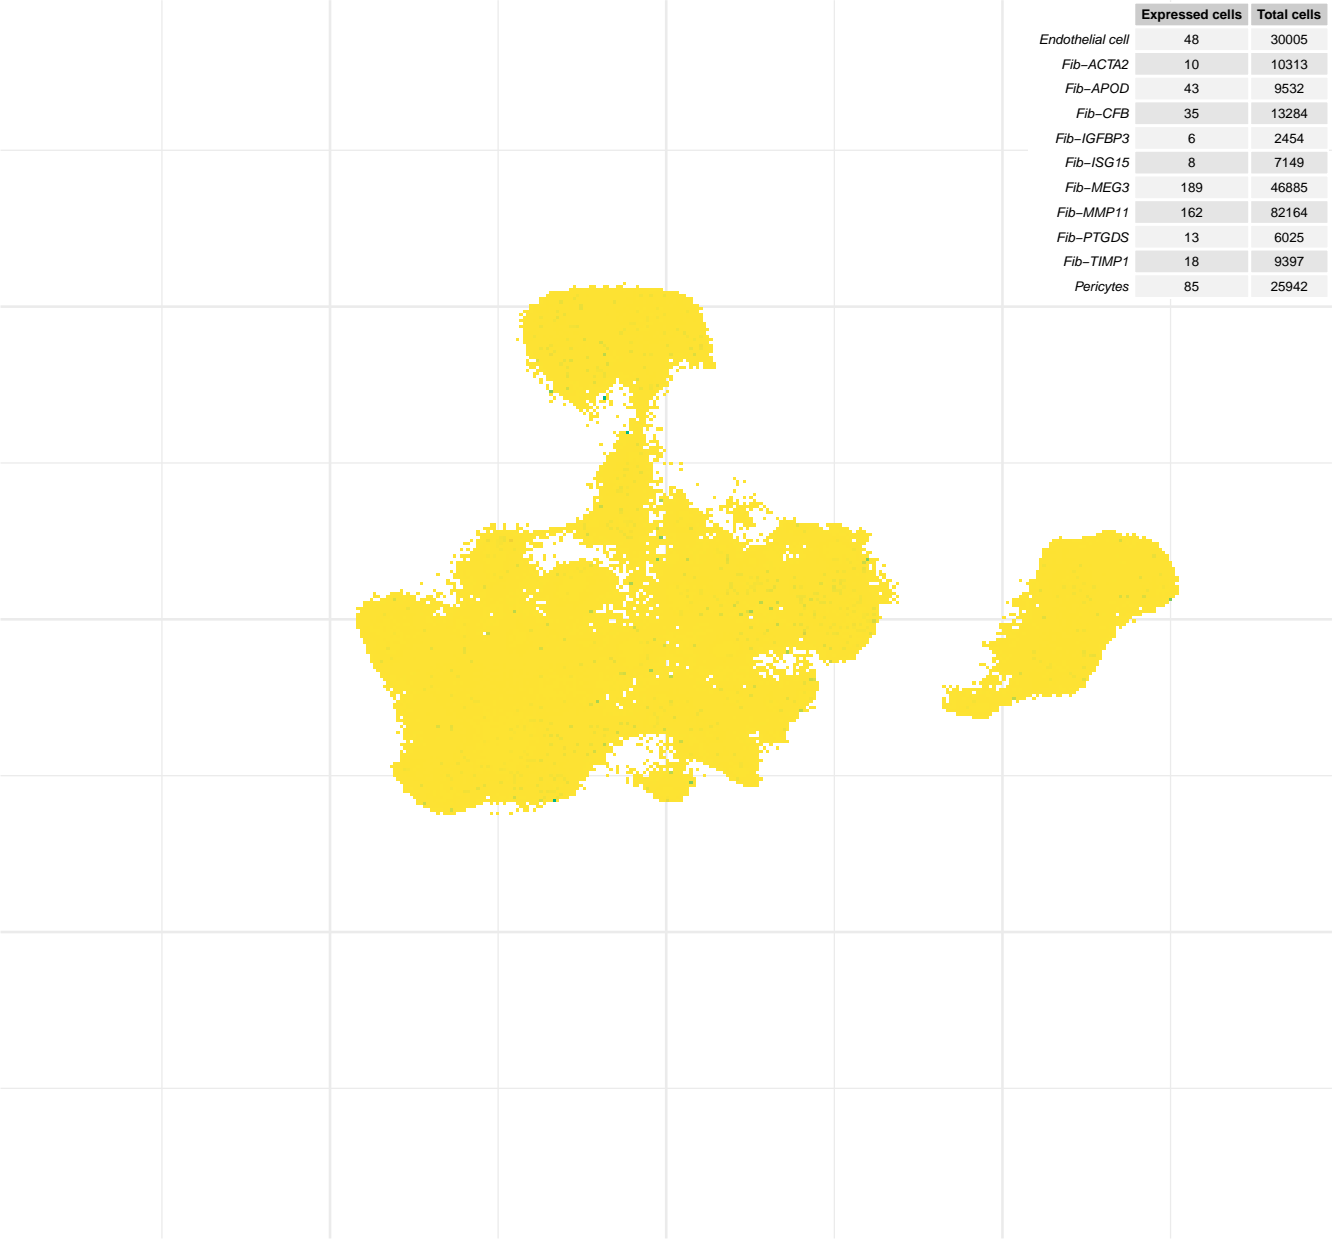 Expressed cells Total cells
Endothelial cell 48 30005
Fib−ACTA2 10 10313
Fib−APOD 43 9532
Fib−CFB 35 13284
Fib−IGFBP3 6 2454
Fib−ISG15 8 7149
Fib−MEG3 189 46885
Fib−MMP11 162 82164
Fib−PTGDS 13 6025
Fib−TIMP1 18 9397
Pericytes 85 25942